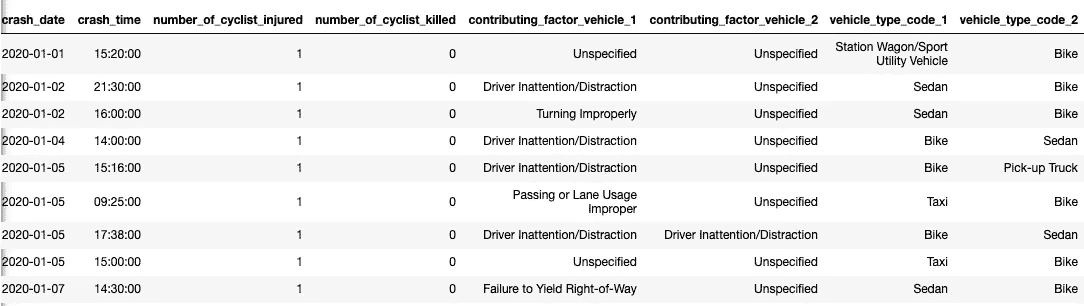 crash_date crash_time number_of_cyclist_injured number_of_cyclist_killed contributing_factor_vehicle_1 contributing_factor_vehicle_2 vehicle_type_code_1 vehicle_type_code_2
2020-01-01 15:20:00 1 0 Unspecified Unspecified Station Wagon/Sport Utility Vehicle Bike
2020-01-02 21:30:00 1 0 Driver Inattention/Distraction Unspecified Sedan Bike
2020-01-02 16:00:00 1 0 Turning Improperly Unspecified Sedan Bike
2020-01-04 14:00:00 1 0 Driver Inattention/Distraction Unspecified Bike Sedan
2020-01-05 15:16:00 1 0 Driver Inattention/Distraction Unspecified Bike Pick-up Truck
2020-01-05 09:25:00 1 0 Passing or Lane Usage Improper Unspecified Taxi Bike
2020-01-05 17:38:00 1 0 Driver Inattention/Distraction Driver Inattention/Distraction Bike Sedan
2020-01-05 15:00:00 1 0 Unspecified Unspecified Taxi Bike
2020-01-07 14:30:00 1 0 Failure to Yield Right-of-Way Unspecified Sedan Bike